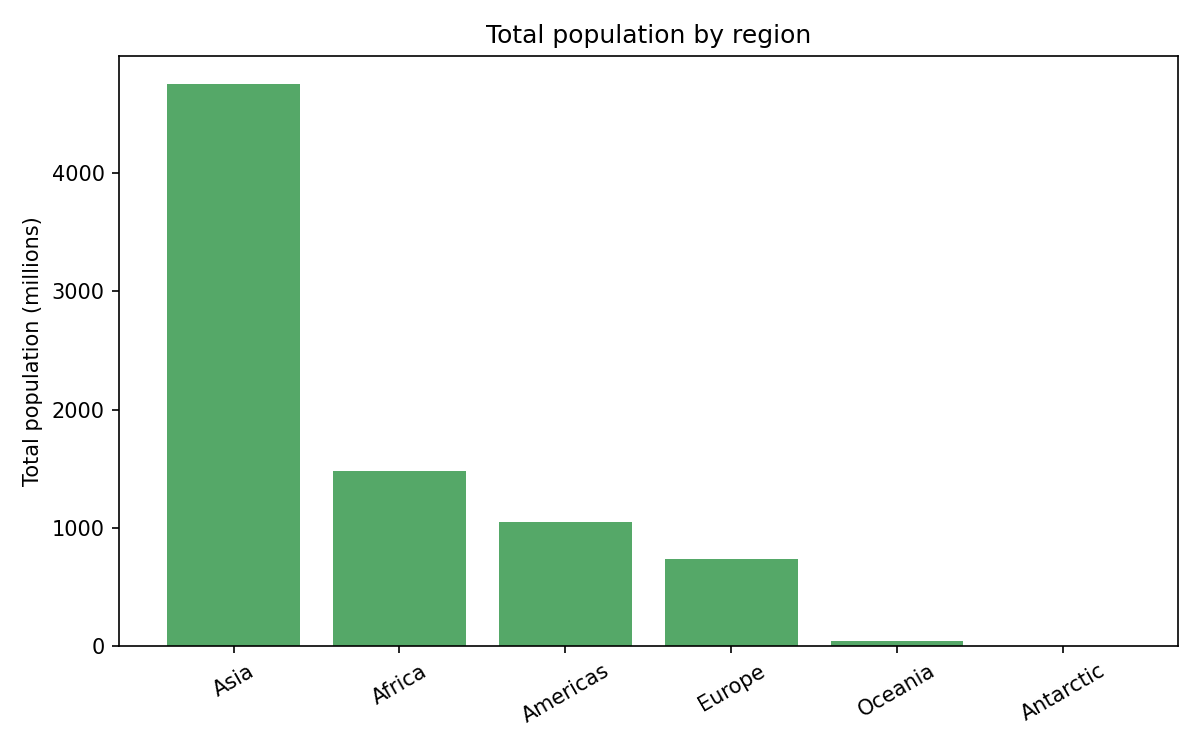 Total population by region
Total population (millions)
4000
3000
2000
1000
0
Asia
Africa
Americas
Europe
Oceania
Antarctic